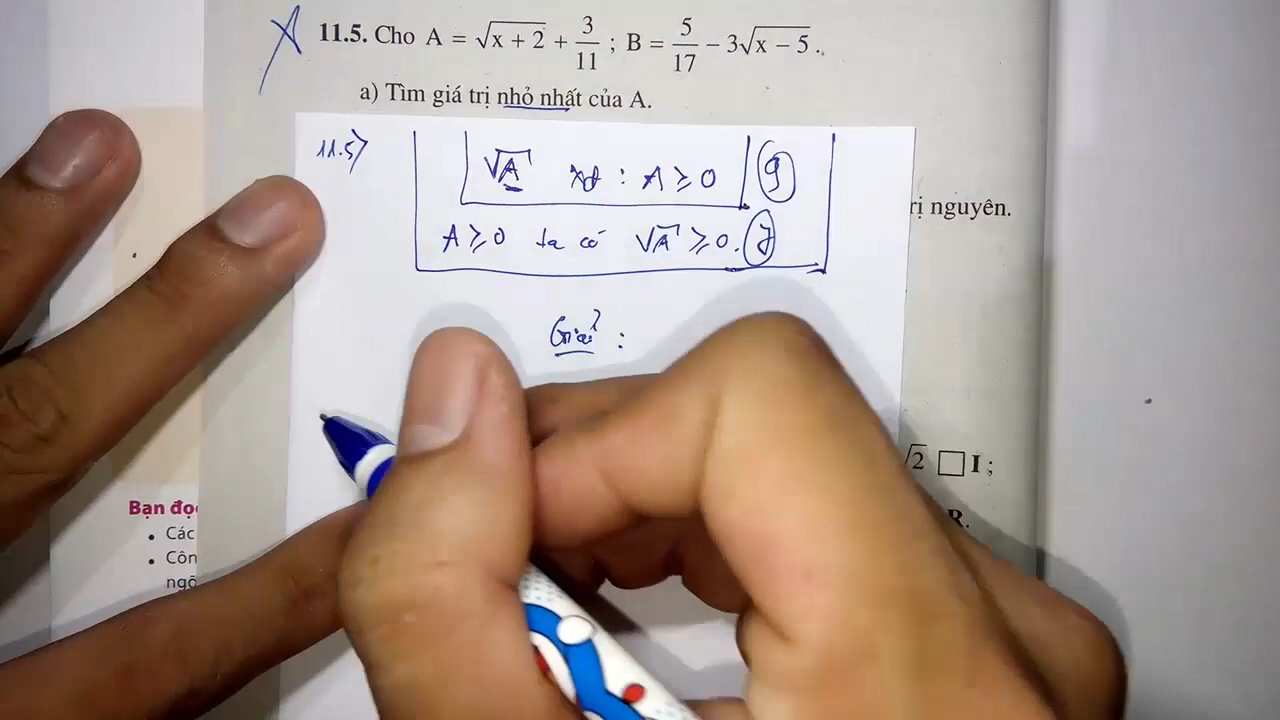 11.5. Cho A = √(x + 2) + 3/11 ; B = 5/17 − 3√(x − 5).
a) Tìm giá trị nhỏ nhất của A.
11.5) √A xđ : A ≥ 0
rị nguyên.
A ≥ 0 ta có √A ≥ 0.
Giải :
√2 □ I ;
Bạn đọ
R.
• Các
• Côn
ngõ